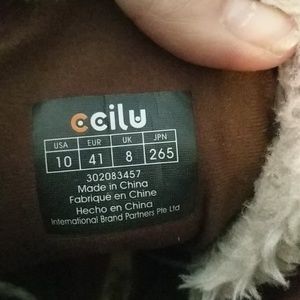 ccilu
USA EUR UK JPN
10 41 8 265
302083457
Made in China
Fabriqué en Chine
Hecho en China
International Brand Partners Pte Ltd